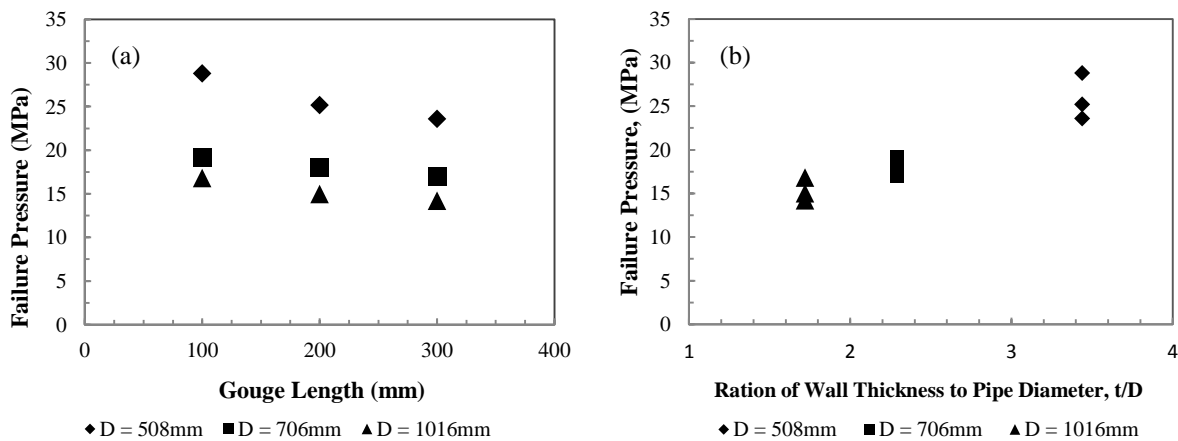 (a)
Failure Pressure (MPa)
35
30
25
20
15
10
5
0
0 100 200 300 400
Gouge Length (mm)
◆ D = 508mm ■ D = 706mm ▲ D = 1016mm
(b)
Failure Pressure, (MPa)
35
30
25
20
15
10
5
0
1 2 3 4
Ration of Wall Thickness to Pipe Diameter, t/D
◆ D = 508mm ■ D = 706mm ▲ D = 1016mm